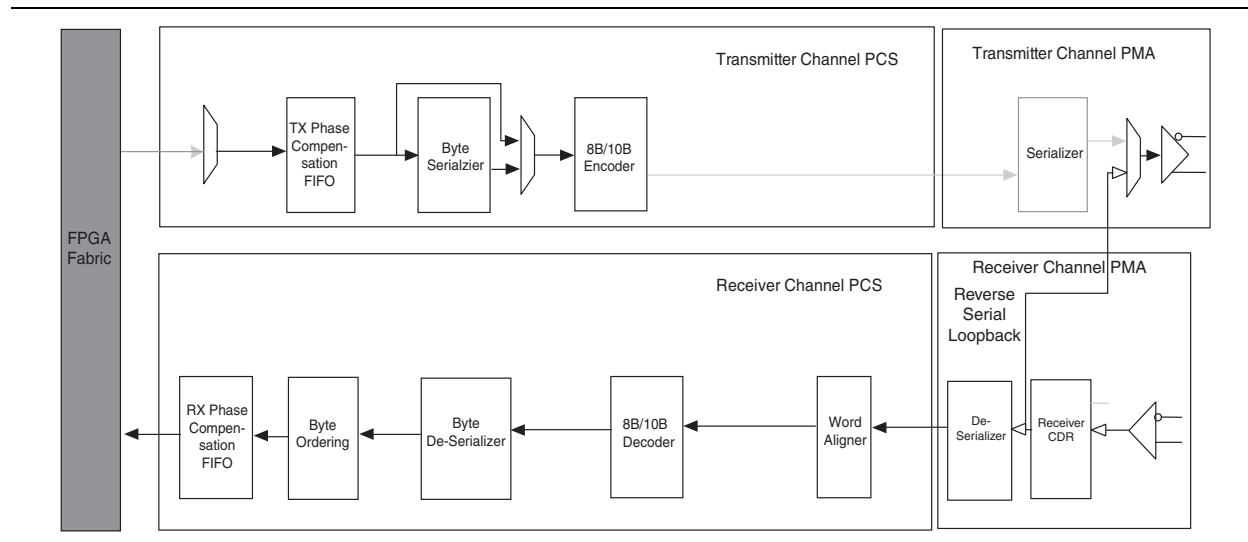 Transmitter Channel PCS
Transmitter Channel PMA
TX Phase
Compen-
sation
FIFO
Byte
Serialzier
8B/10B
Encoder
Serializer
FPGA
Fabric
Receiver Channel PCS
Receiver Channel PMA
Reverse
Serial
Loopback
RX Phase
Compen-
sation
FIFO
Byte
Ordering
Byte
De-Serializer
8B/10B
Decoder
Word
Aligner
De-
Serializer
Receiver
CDR